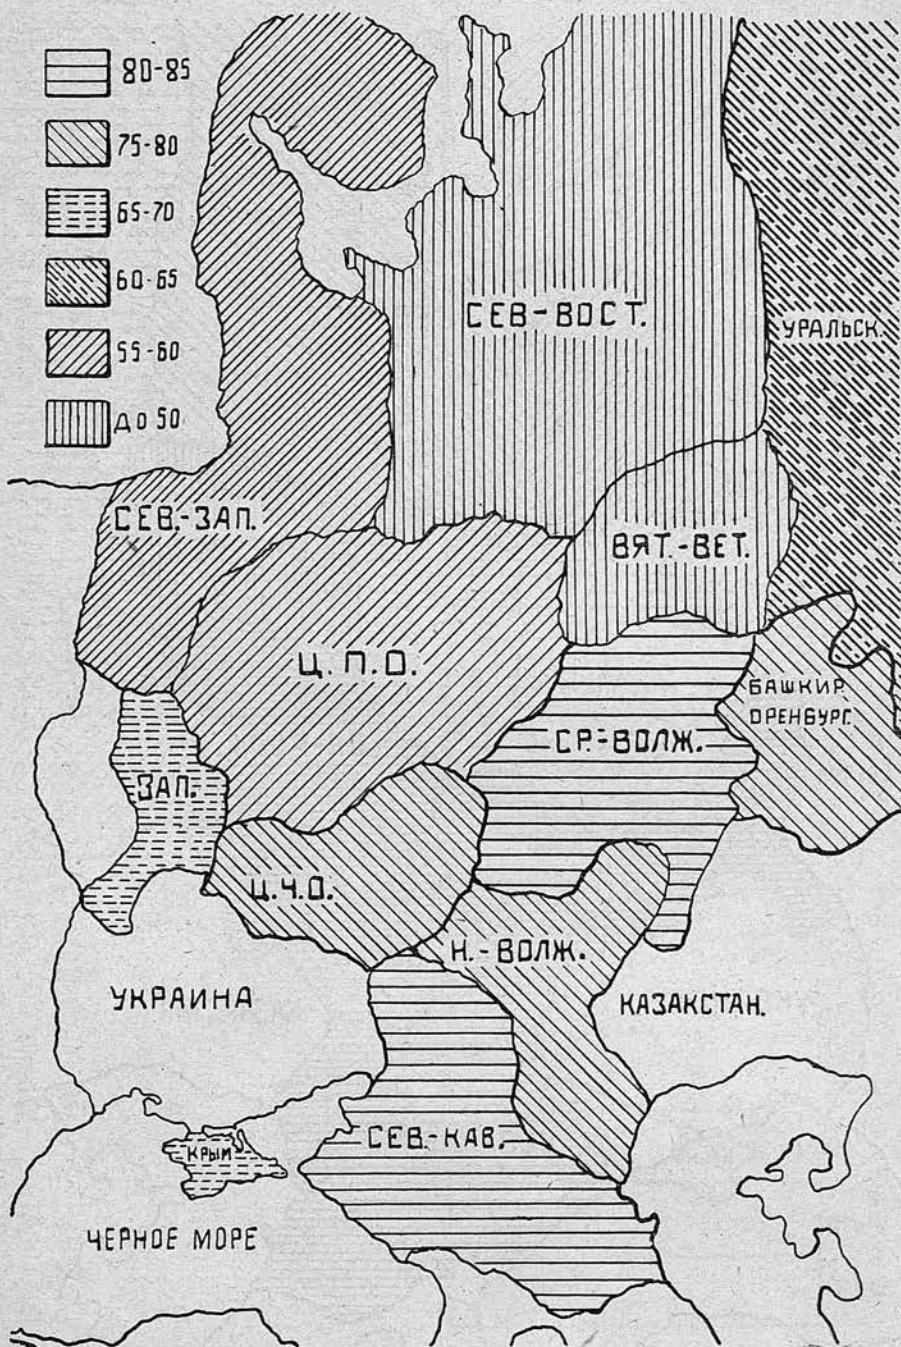 80-85
75-80
65-70
60-65
55-60
ДО 50
СЕВ-ВОСТ.
УРАЛЬСК.
СЕВ.-ЗАП.
ВЯТ.-ВЕТ.
Ц.П.О.
БАШКИР.
ОРЕНБУРГ.
СР.-ВОЛЖ.
ЗАП.
Ц.Ч.О.
Н.-ВОЛЖ.
УКРАИНА
КАЗАКСТАН.
СЕВ.-КАВ.
КРЫМ
ЧЕРНОЕ МОРЕ